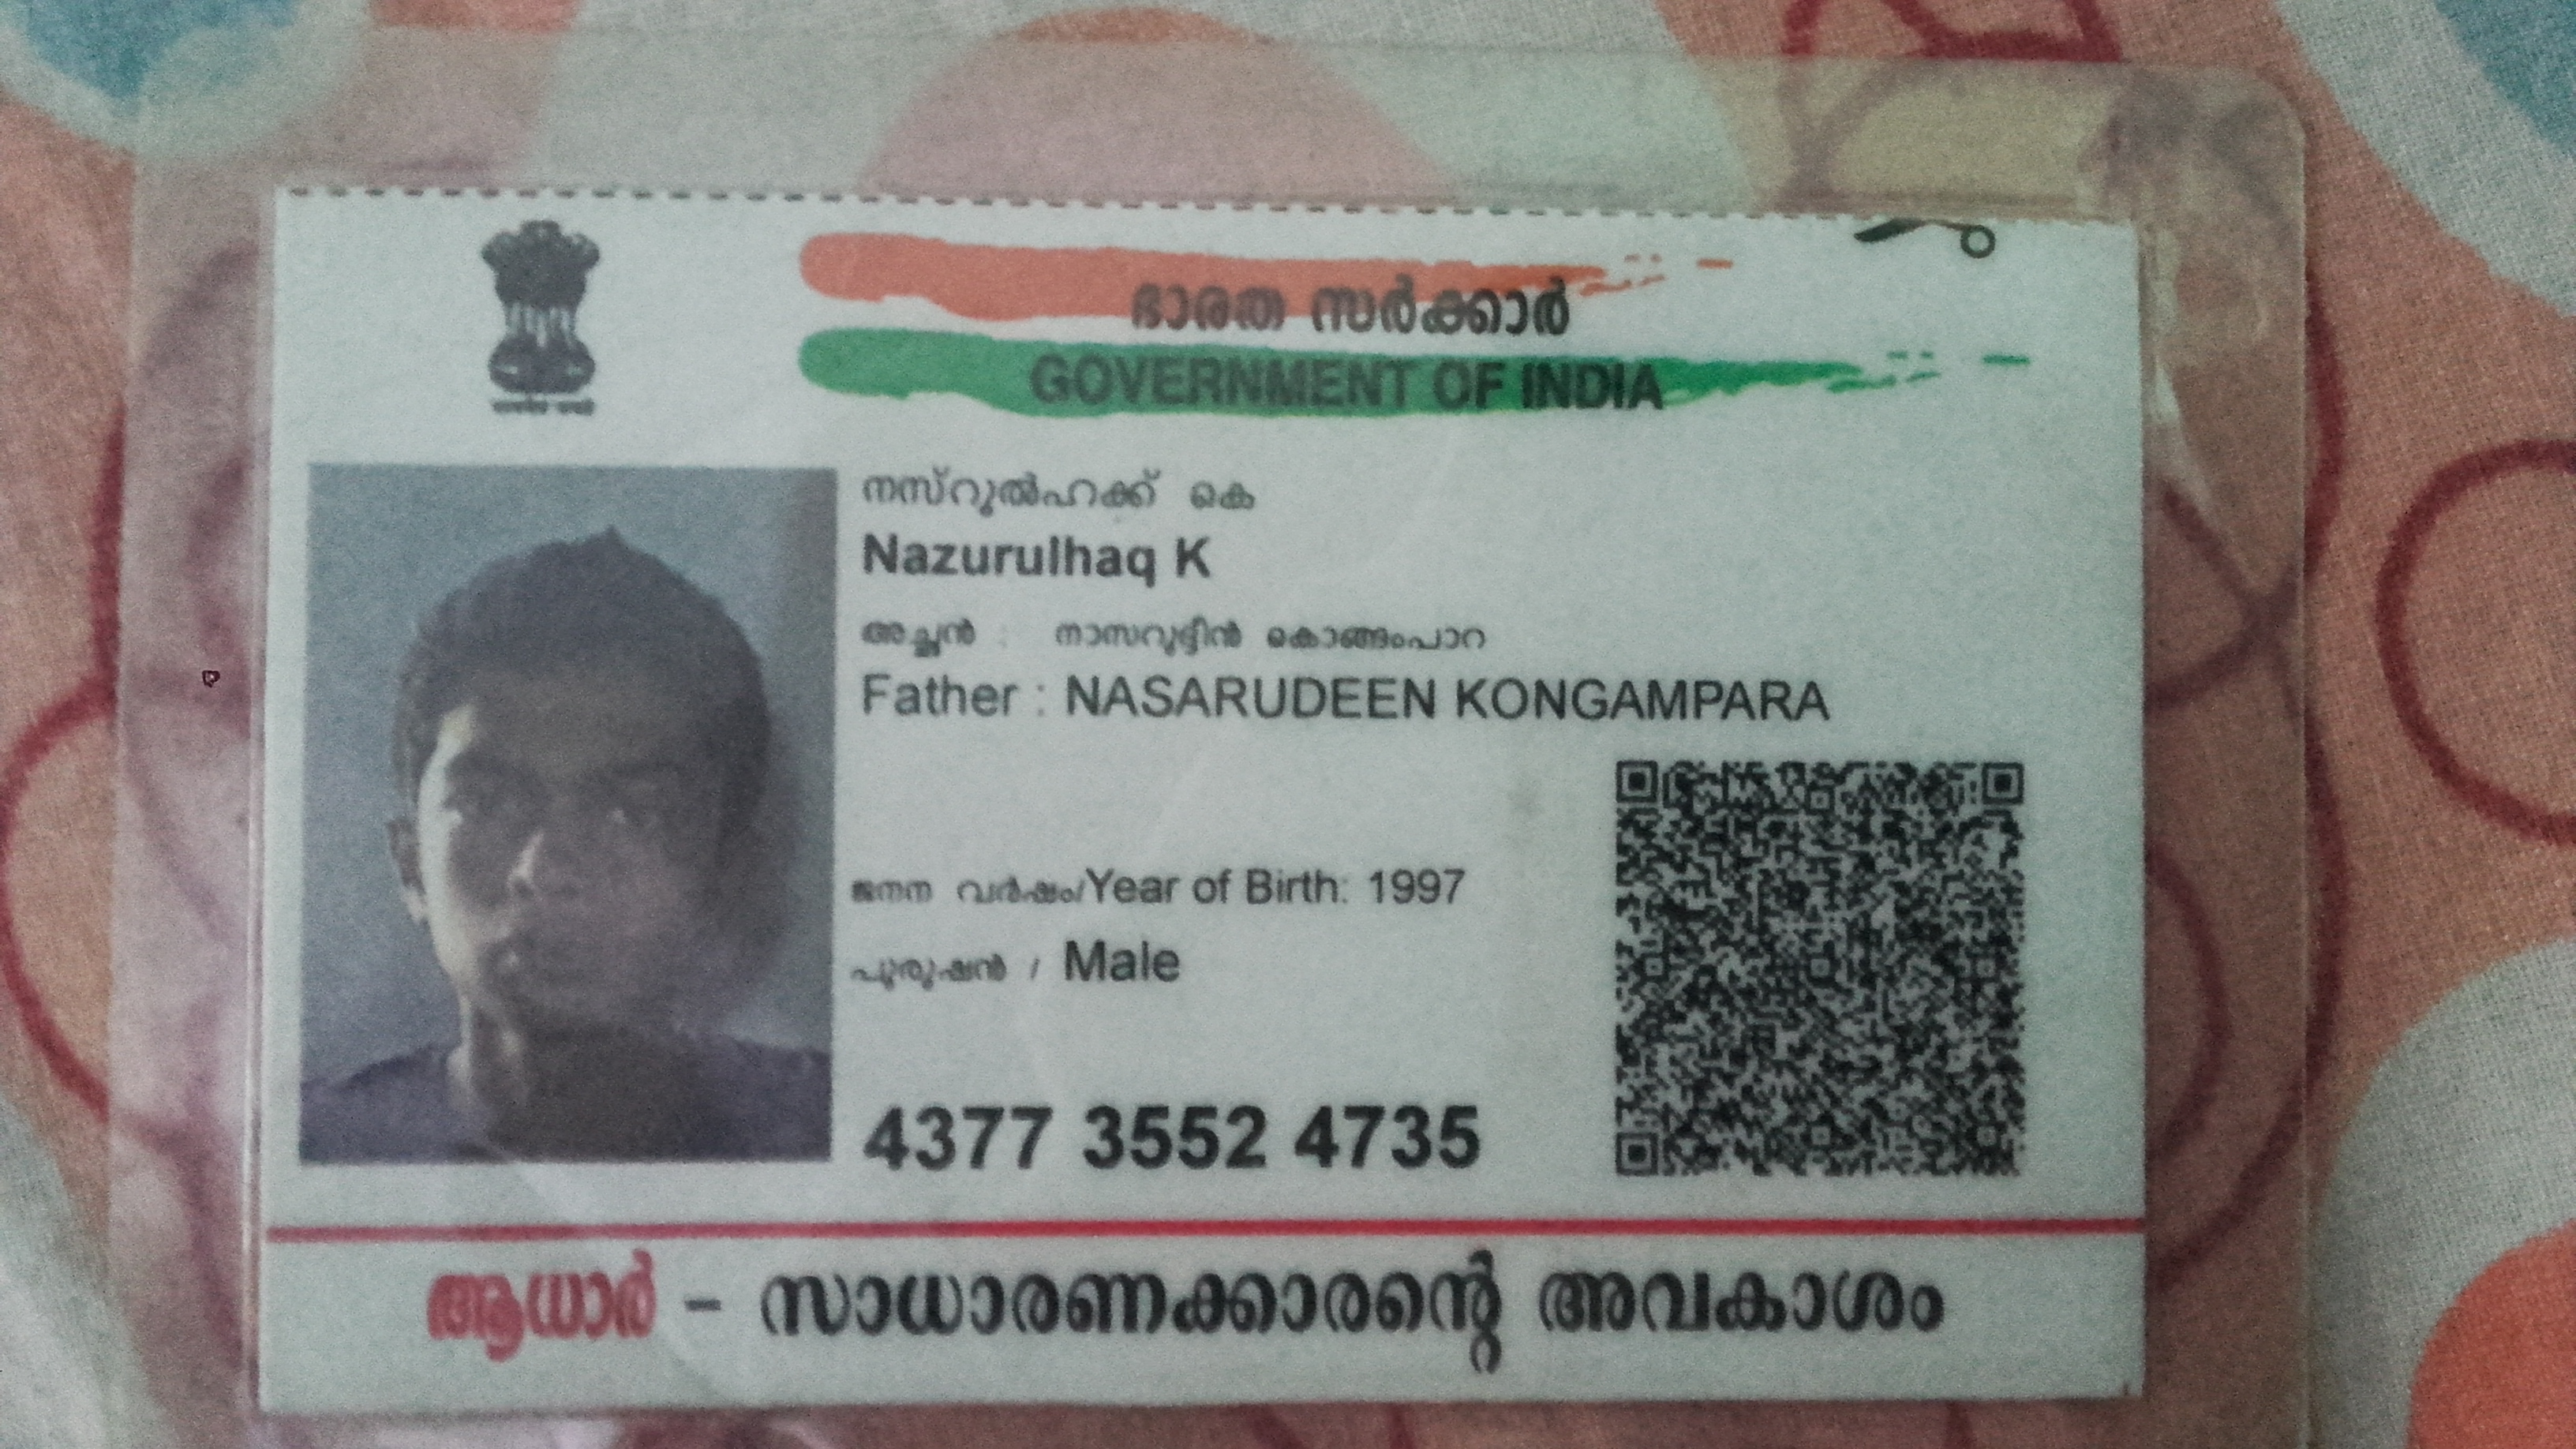 ഭാരത സർക്കാർ
GOVERNMENT OF INDIA
നസ്റുൽഹക്ക് കെ
Nazurulhaq K
അച്ഛൻ : നാസറുദ്ദീൻ കൊങ്ങംപാറ
Father : NASARUDEEN KONGAMPARA
ജനന വർഷം/Year of Birth: 1997
പുരുഷൻ / Male
4377 3552 4735
ആധാർ - സാധാരണക്കാരന്റെ അവകാശം